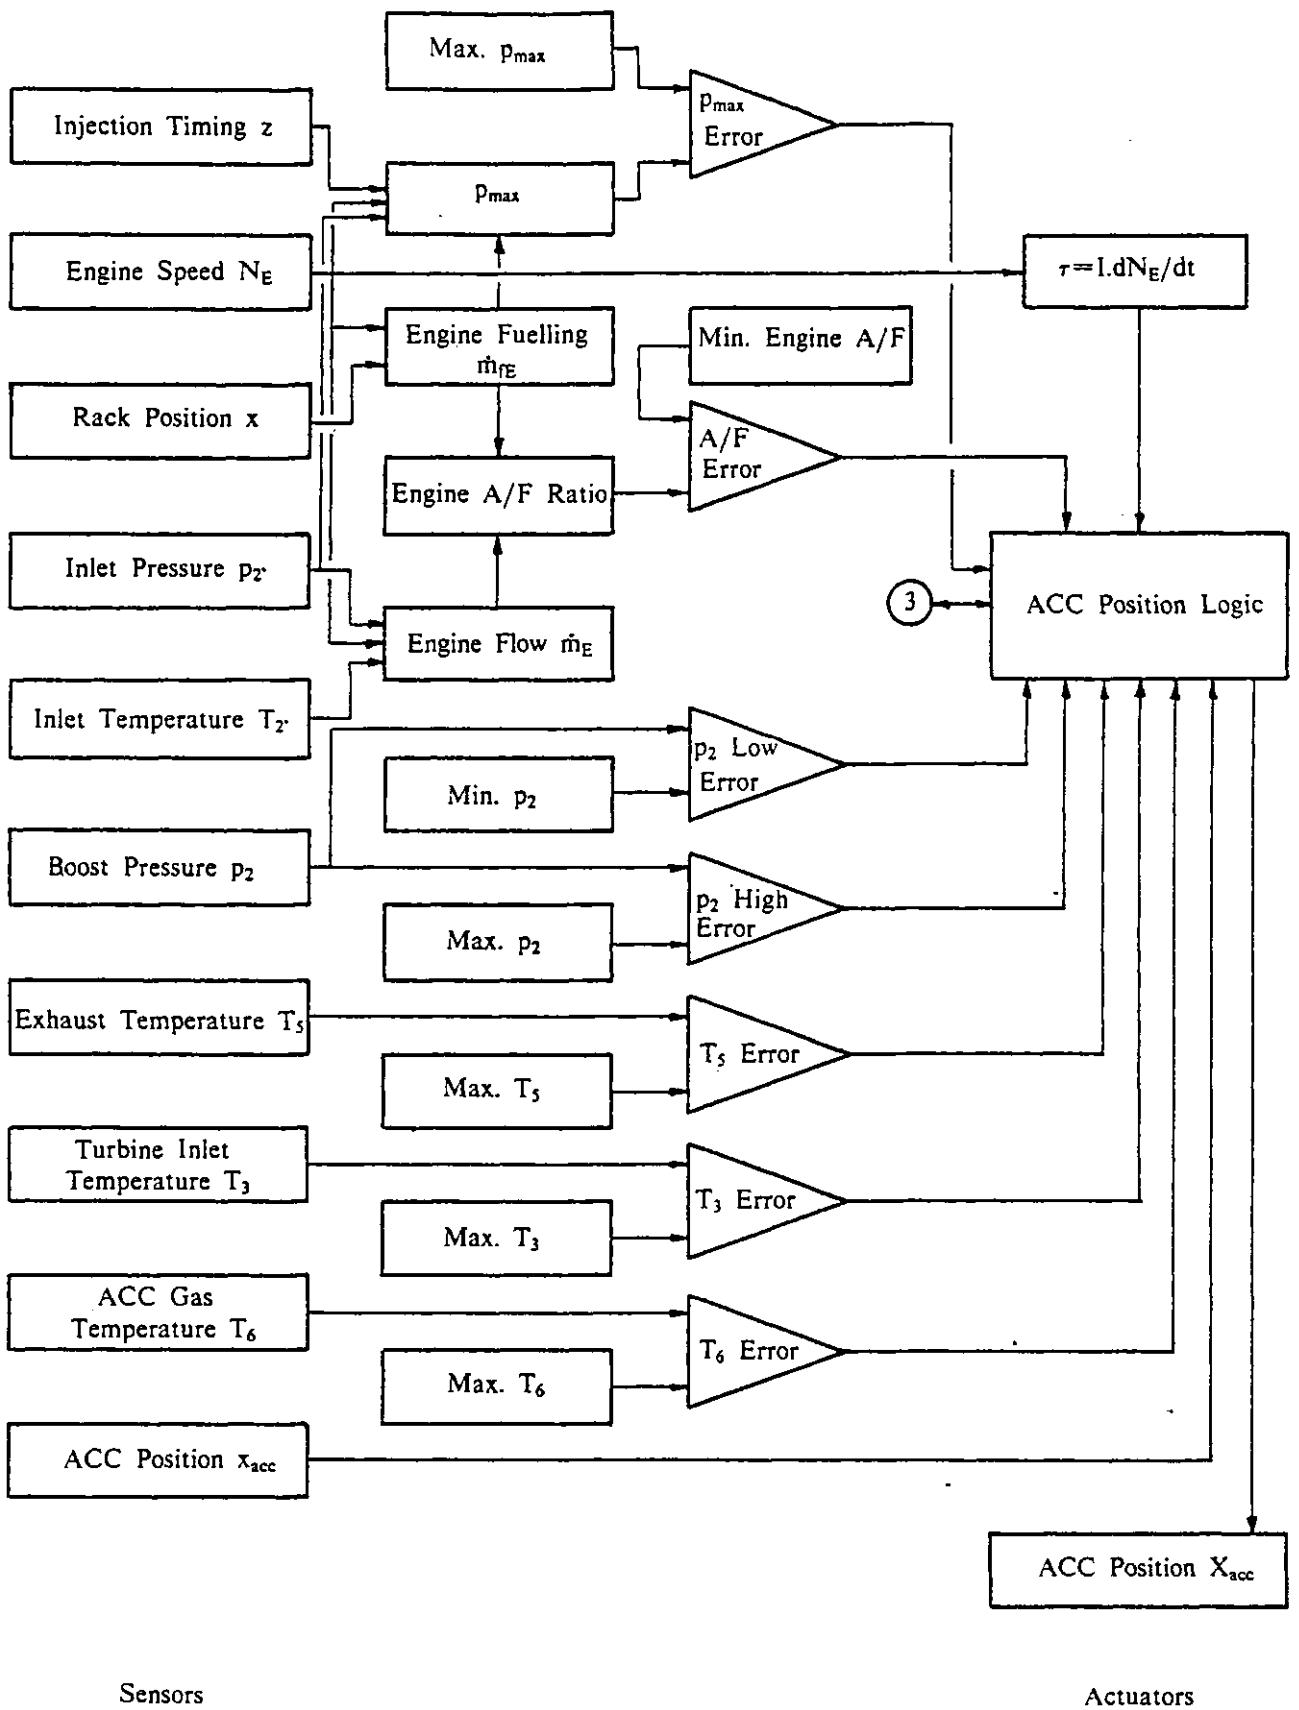 Max. pmax
Injection Timing z
pmax
Error
pmax
Engine Speed NE
τ=I.dNE/dt
Engine Fuelling
ṁfE
Min. Engine A/F
Rack Position x
A/F
Error
Engine A/F Ratio
Inlet Pressure p2'
3
ACC Position Logic
Engine Flow ṁE
Inlet Temperature T2'
p2 Low
Error
Min. p2
Boost Pressure p2
p2 High
Error
Max. p2
Exhaust Temperature T5
T5 Error
Max. T5
Turbine Inlet
Temperature T3
T3 Error
Max. T3
ACC Gas
Temperature T6
T6 Error
Max. T6
ACC Position xacc
ACC Position Xacc
Sensors
Actuators